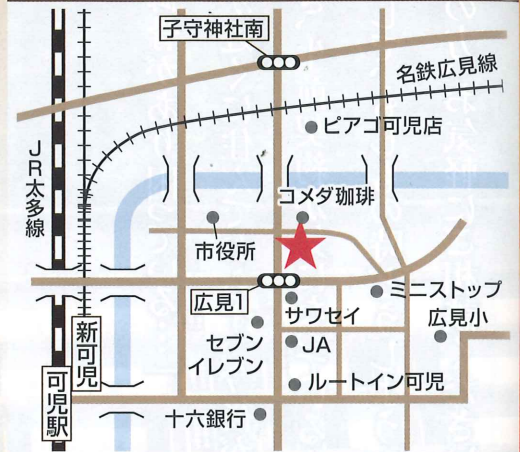 子守神社南
名鉄広見線
ピアゴ可児店
JR太多線
コメダ珈琲
市役所
広見1
ミニストップ
サワセイ
広見小
セブン
イレブン
JA
新可児
ルートイン可児
可児駅
十六銀行